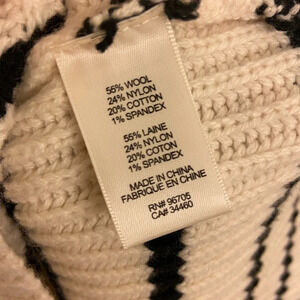 55% WOOL
24% NYLON
20% COTTON
1% SPANDEX
55% LAINE
24% NYLON
20% COTON
1% SPANDEX
MADE IN CHINA
FABRIQUE EN CHINE
RN# 96705
CA# 34460